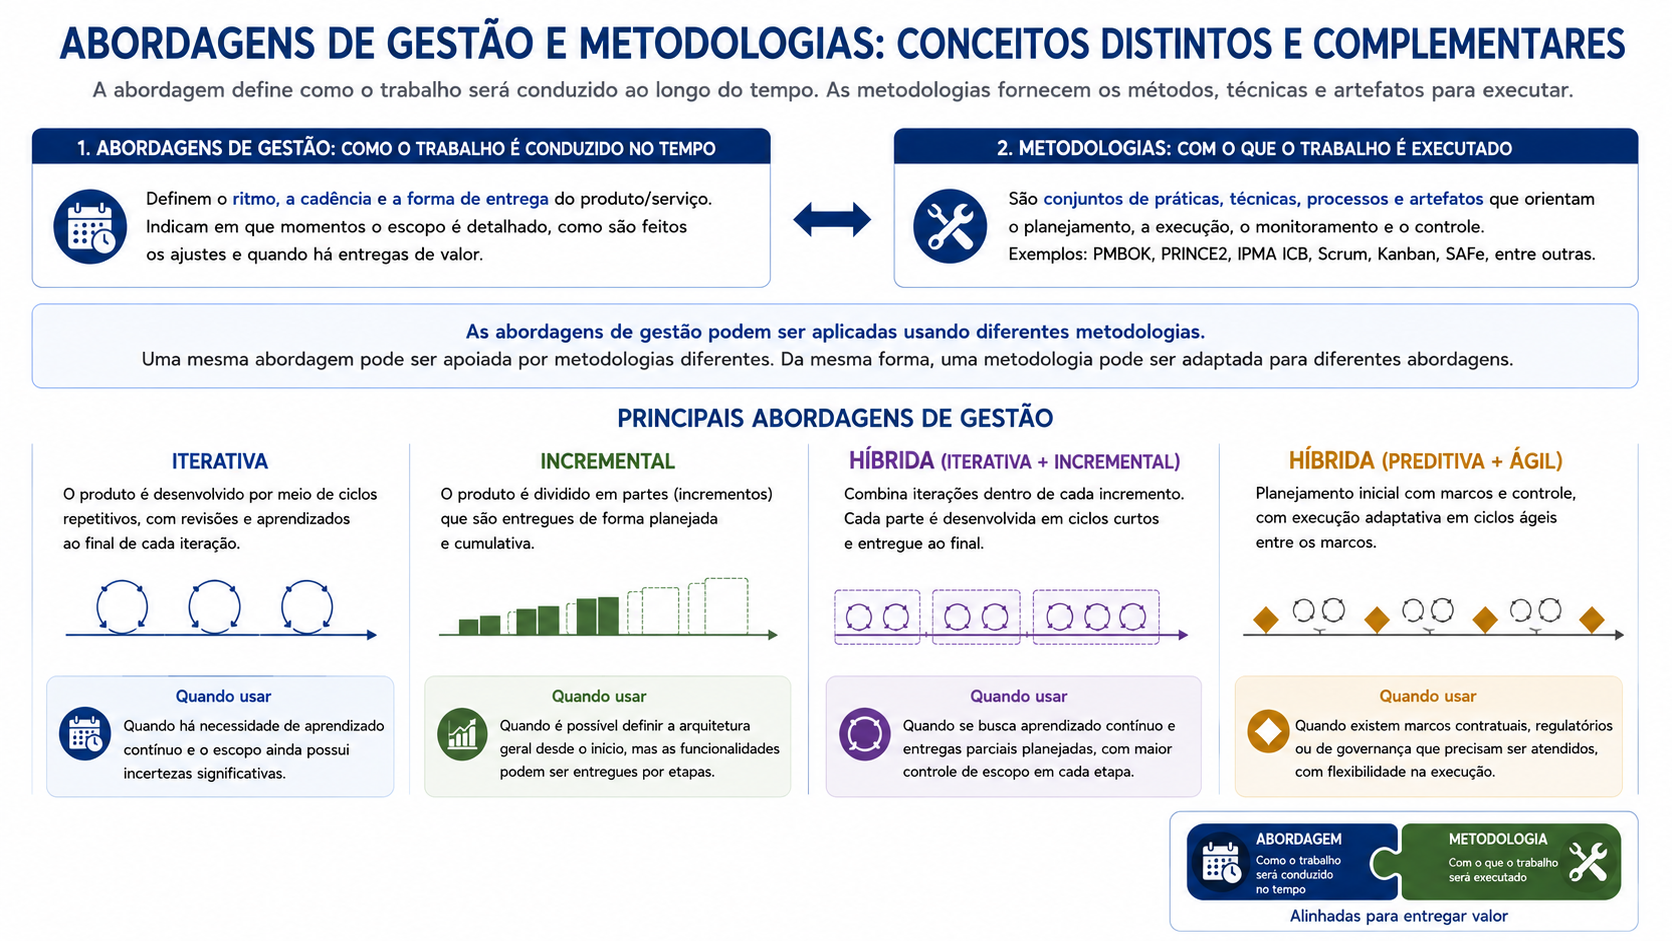 ABORDAGENS DE GESTÃO E METODOLOGIAS: CONCEITOS DISTINTOS E COMPLEMENTARES
A abordagem define como o trabalho será conduzido ao longo do tempo. As metodologias fornecem os métodos, técnicas e artefatos para executar.
1. ABORDAGENS DE GESTÃO: COMO O TRABALHO É CONDUZIDO NO TEMPO
Definem o ritmo, a cadência e a forma de entrega do produto/serviço.
Indicam em que momentos o escopo é detalhado, como são feitos
os ajustes e quando há entregas de valor.
2. METODOLOGIAS: COM O QUE O TRABALHO É EXECUTADO
São conjuntos de práticas, técnicas, processos e artefatos que orientam
o planejamento, a execução, o monitoramento e o controle.
Exemplos: PMBOK, PRINCE2, IPMA ICB, Scrum, Kanban, SAFe, entre outras.
As abordagens de gestão podem ser aplicadas usando diferentes metodologias.
Uma mesma abordagem pode ser apoiada por metodologias diferentes. Da mesma forma, uma metodologia pode ser adaptada para diferentes abordagens.
PRINCIPAIS ABORDAGENS DE GESTÃO
ITERATIVA
O produto é desenvolvido por meio de ciclos
repetitivos, com revisões e aprendizados
ao final de cada iteração.
Quando usar
Quando há necessidade de aprendizado
contínuo e o escopo ainda possui
incertezas significativas.
INCREMENTAL
O produto é dividido em partes (incrementos)
que são entregues de forma planejada
e cumulativa.
Quando usar
Quando é possível definir a arquitetura
geral desde o início, mas as funcionalidades
podem ser entregues por etapas.
HÍBRIDA (ITERATIVA + INCREMENTAL)
Combina iterações dentro de cada incremento.
Cada parte é desenvolvida em ciclos curtos
e entregue ao final.
Quando usar
Quando se busca aprendizado contínuo e
entregas parciais planejadas, com maior
controle de escopo em cada etapa.
HÍBRIDA (PREDITIVA + ÁGIL)
Planejamento inicial com marcos e controle,
com execução adaptativa em ciclos ágeis
entre os marcos.
Quando usar
Quando existem marcos contratuais, regulatórios
ou de governança que precisam ser atendidos,
com flexibilidade na execução.
ABORDAGEM
Como o trabalho
será conduzido
no tempo
METODOLOGIA
Com o que o trabalho
será executado
Alinhadas para entregar valor